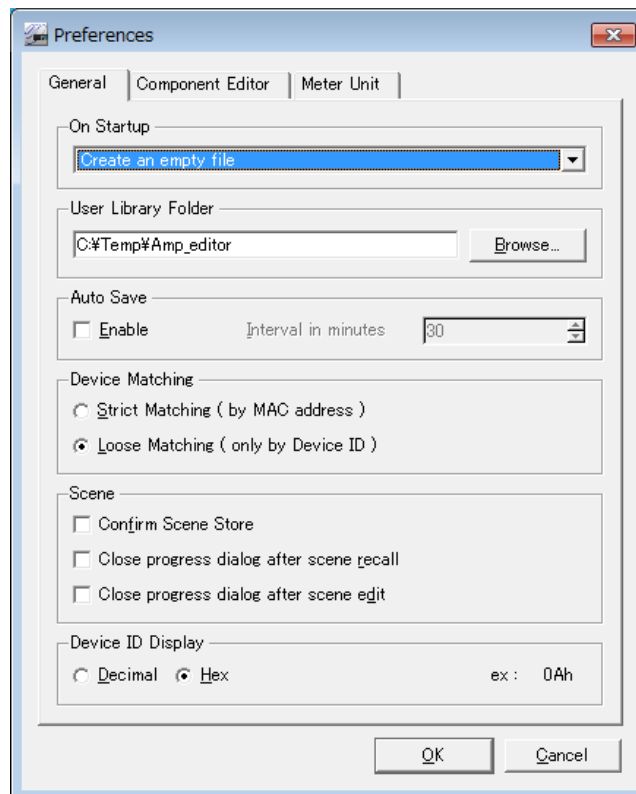 Preferences
General Component Editor Meter Unit
On Startup
Create an empty file
User Library Folder
C:¥Temp¥Amp_editor Browse...
Auto Save
Enable Interval in minutes 30
Device Matching
Strict Matching ( by MAC address )
Loose Matching ( only by Device ID )
Scene
Confirm Scene Store
Close progress dialog after scene recall
Close progress dialog after scene edit
Device ID Display
Decimal Hex ex : 0Ah
OK Cancel